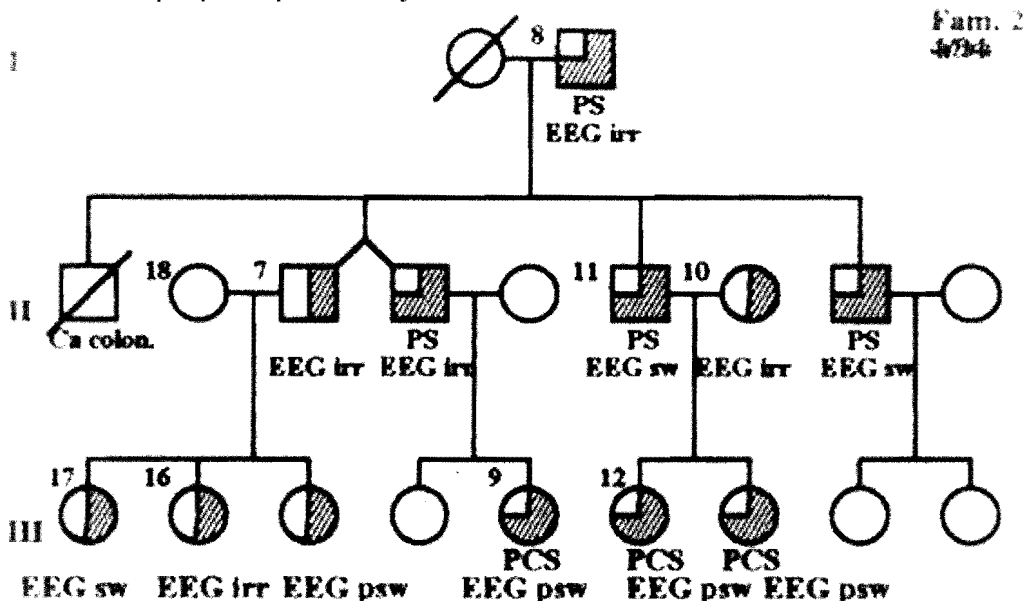 Fam. 2
I
8
PS
EEG irr
18 7 11 10
II
Ca colon. PS PS PS
EEG irr EEG irr EEG sw EEG irr EEG sw
17 16 9 12
III
PCS PCS PCS
EEG sw EEG irr EEG psw EEG psw EEG psw EEG psw